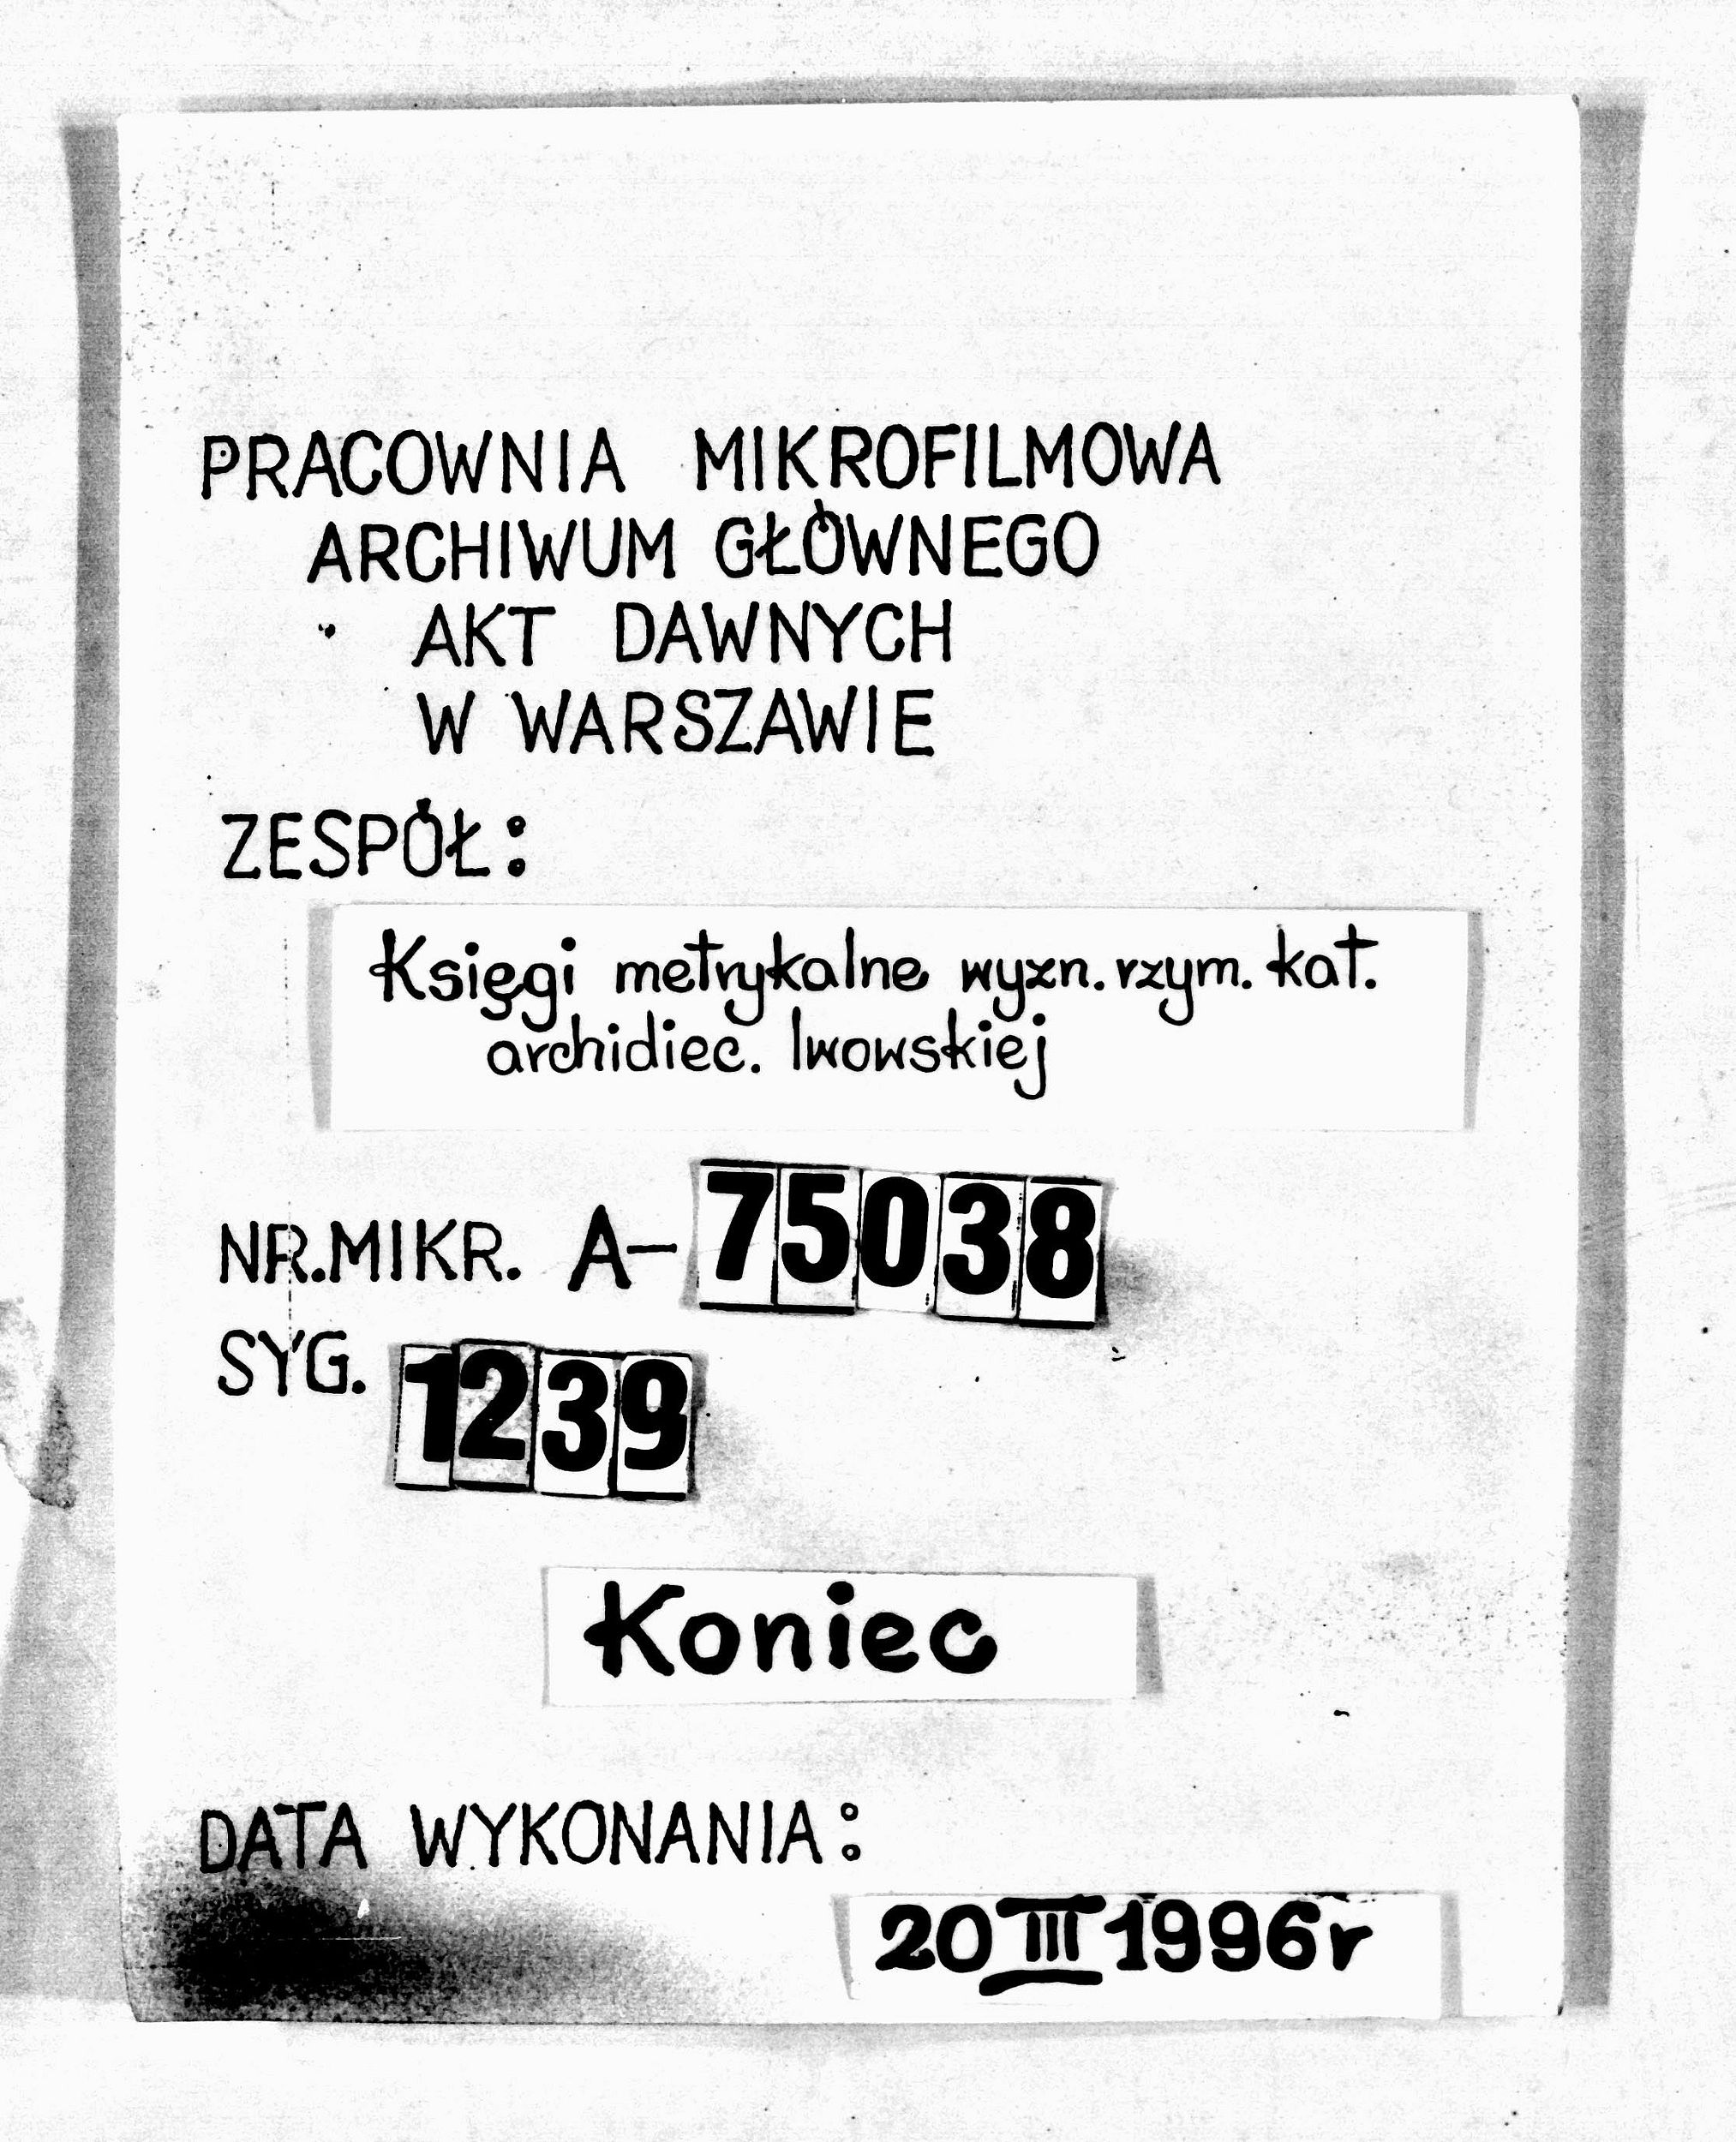 PRACOWNIA MIKROFILMOWA
ARCHIWUM GŁÓWNEGO
AKT DAWNYCH
W WARSZAWIE
ZESPÓŁ:
Księgi metrykalne wyzn. rzym. kat.
archidiec. lwowskiej
NR.MIKR. A-75038
SYG. 1239
Koniec
DATA WYKONANIA:
20 III 1996r